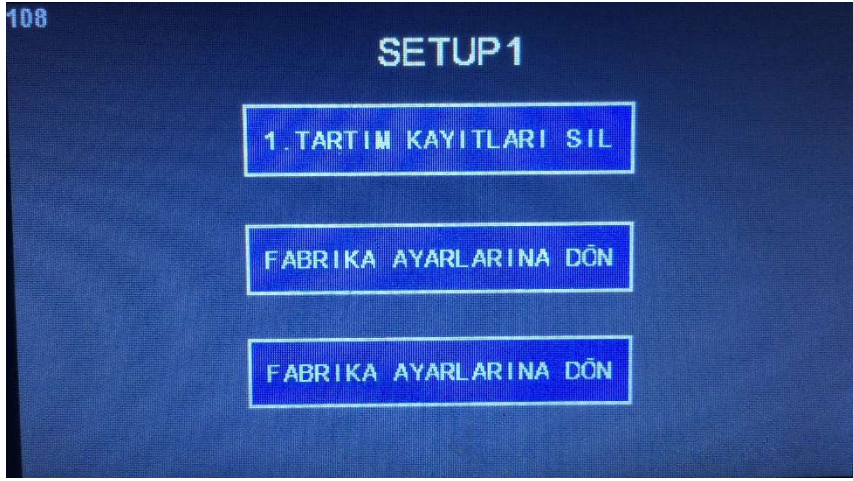 108
SETUP1
1.TARTIM KAYITLARI SIL
FABRIKA AYARLARINA DÖN
FABRIKA AYARLARINA DÖN